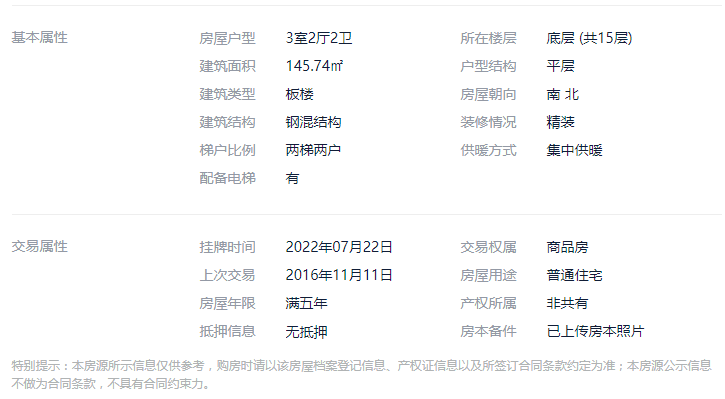 基本属性 房屋户型 3室2厅2卫 所在楼层 底层 (共15层)
建筑面积 145.74㎡ 户型结构 平层
建筑类型 板楼 房屋朝向 南 北
建筑结构 钢混结构 装修情况 精装
梯户比例 两梯两户 供暖方式 集中供暖
配备电梯 有
交易属性 挂牌时间 2022年07月22日 交易权属 商品房
上次交易 2016年11月11日 房屋用途 普通住宅
房屋年限 满五年 产权所属 非共有
抵押信息 无抵押 房本备件 已上传房本照片
特别提示：本房源所示信息仅供参考，购房时请以该房屋档案登记信息、产权证信息以及所签订合同条款约定为准；本房源公示信息
不做为合同条款，不具有合同约束力。